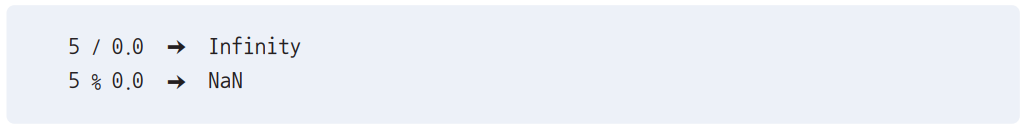 5 / 0.0 → Infinity
5 % 0.0 → NaN